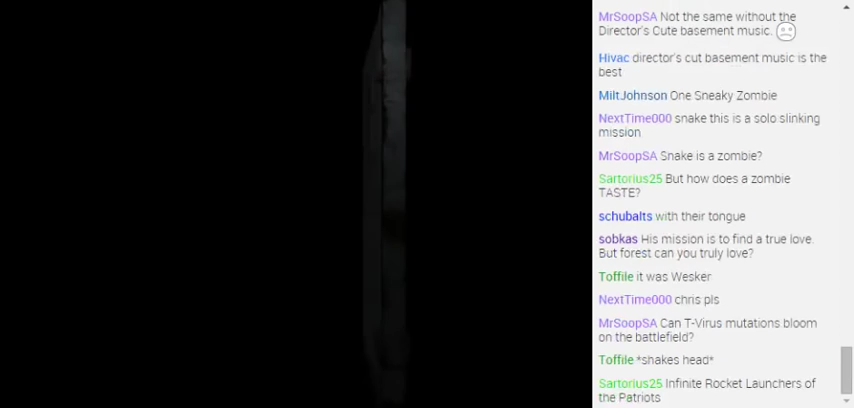 MrSoopSA Not the same without the
Director's Cute basement music.
Hivac director's cut basement music is the
best
MiltJohnson One Sneaky Zombie
NextTime000 snake this is a solo slinking
mission
MrSoopSA Snake is a zombie?
Sartorius25 But how does a zombie
TASTE?
schubalts with their tongue
sobkas His mission is to find a true love.
But forest can you truly love?
Toffile it was Wesker
NextTime000 chris pls
MrSoopSA Can T-Virus mutations bloom
on the battlefield?
Toffile *shakes head*
Sartorius25 Infinite Rocket Launchers of
the Patriots